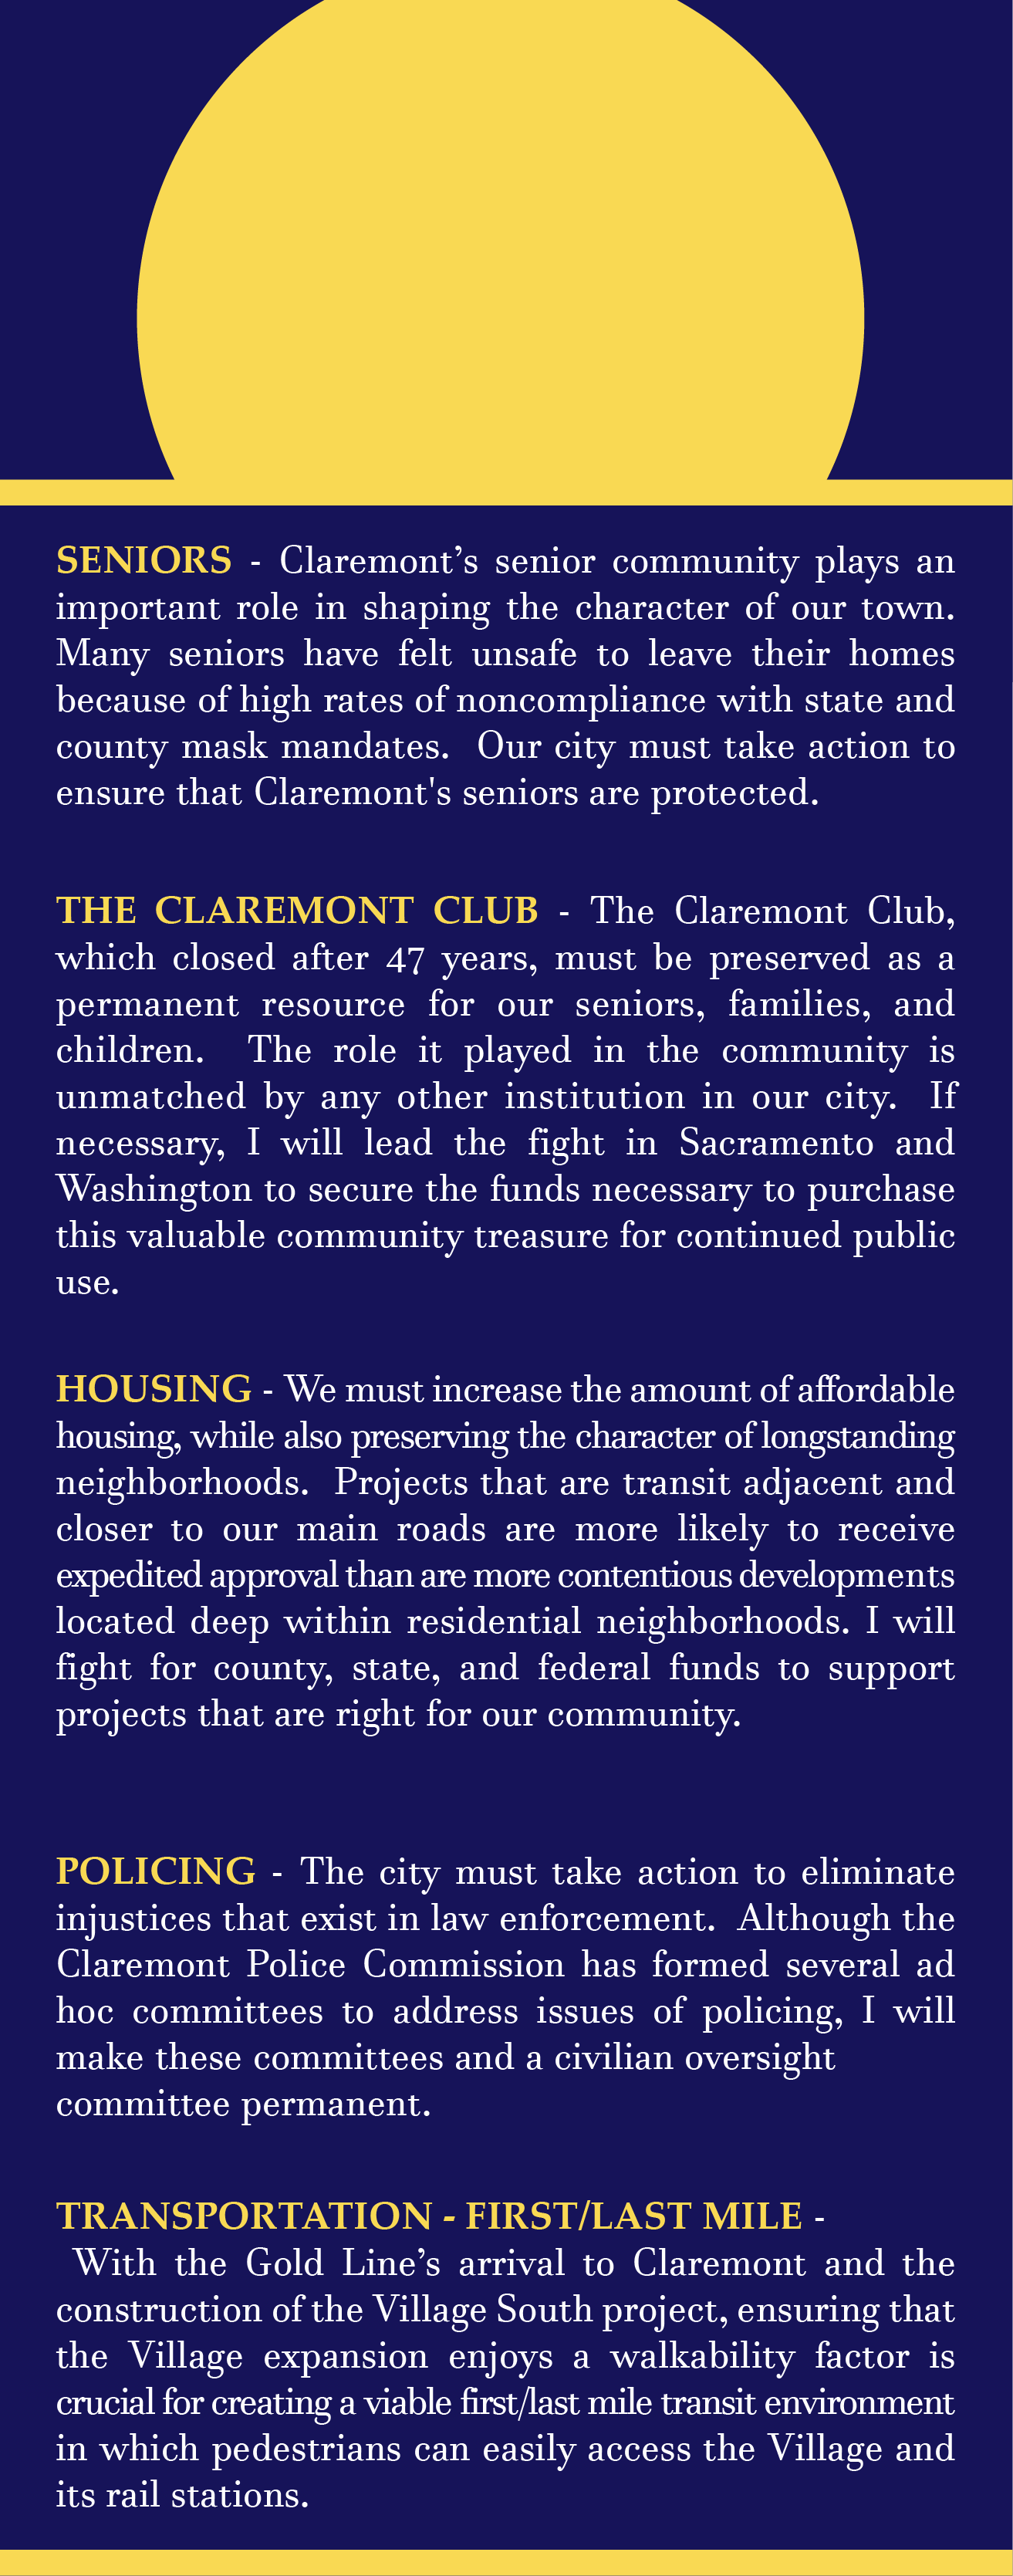 SENIORS - Claremont’s senior community plays an
important role in shaping the character of our town.
Many seniors have felt unsafe to leave their homes
because of high rates of noncompliance with state and
county mask mandates.  Our city must take action to
ensure that Claremont's seniors are protected.
THE CLAREMONT CLUB - The Claremont Club,
which closed after 47 years, must be preserved as a
permanent resource for our seniors, families, and
children.  The role it played in the community is
unmatched by any other institution in our city.  If
necessary, I will lead the fight in Sacramento and
Washington to secure the funds necessary to purchase
this valuable community treasure for continued public
use.
HOUSING - We must increase the amount of affordable
housing, while also preserving the character of longstanding
neighborhoods.  Projects that are transit adjacent and
closer to our main roads are more likely to receive
expedited approval than are more contentious developments
located deep within residential neighborhoods. I will
fight for county, state, and federal funds to support
projects that are right for our community.
POLICING - The city must take action to eliminate
injustices that exist in law enforcement.  Although the
Claremont Police Commission has formed several ad
hoc committees to address issues of policing, I will
make these committees and a civilian oversight
committee permanent.
TRANSPORTATION - FIRST/LAST MILE -
With the Gold Line’s arrival to Claremont and the
construction of the Village South project, ensuring that
the Village expansion enjoys a walkability factor is
crucial for creating a viable first/last mile transit environment
in which pedestrians can easily access the Village and
its rail stations.